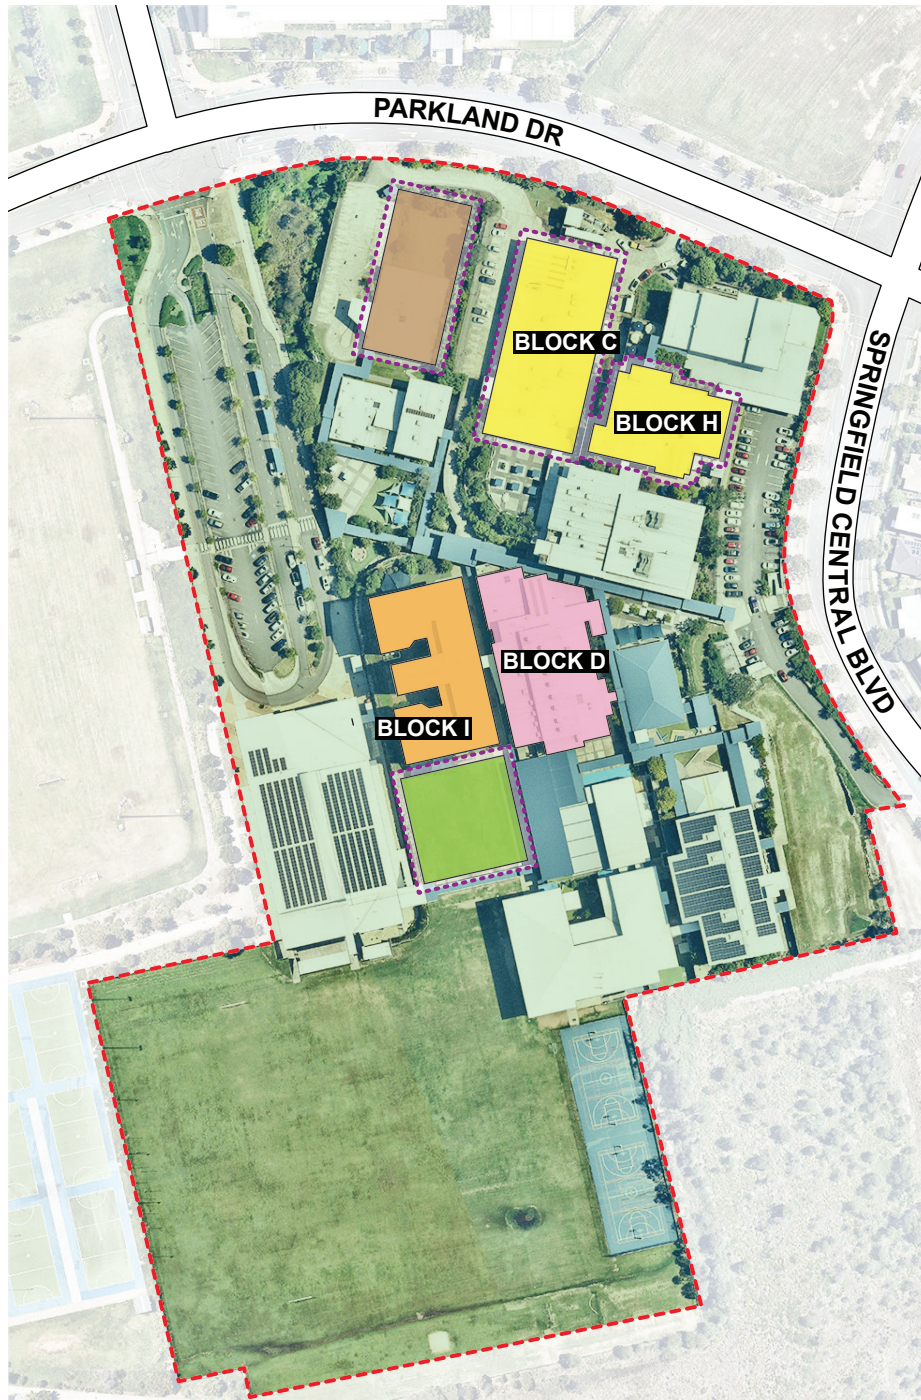 PARKLAND DR
SPRINGFIELD CENTRAL BLVD
BLOCK C
BLOCK H
BLOCK D
BLOCK I